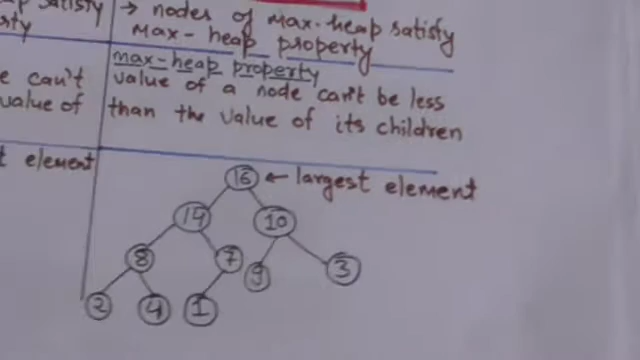 → nodes of Max-heap satisfy
Max-heap property
max-heap property
value of a node can't be less
than the value of its children
e can't
value of
t element
16 ← largest element
14 10
8 7 9 3
2 4 1